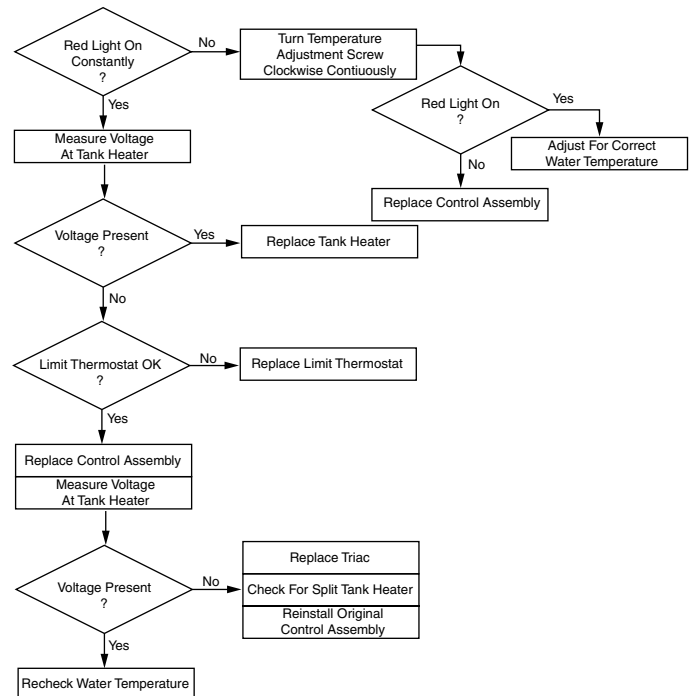 Red Light On
Constantly
?
No
Turn Temperature
Adjustment Screw
Clockwise Contiuously
Red Light On
?
Yes
Adjust For Correct
Water Temperature
No
Replace Control Assembly
Yes
Measure Voltage
At Tank Heater
Voltage Present
?
Yes
Replace Tank Heater
No
Limit Thermostat OK
?
No
Replace Limit Thermostat
Yes
Replace Control Assembly
Measure Voltage
At Tank Heater
Voltage Present
?
No
Replace Triac
Check For Split Tank Heater
Reinstall Original
Control Assembly
Yes
Recheck Water Temperature